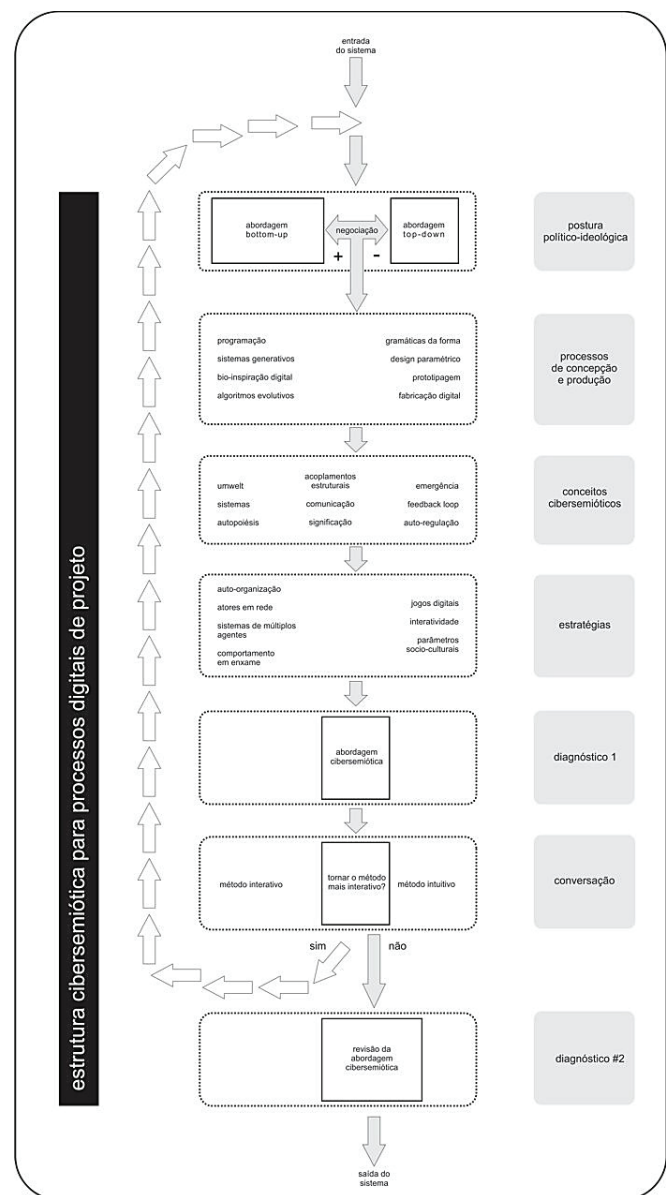 entrada
do sistema
estrutura cibersemiótica para processos digitais de projeto
abordagem
bottom-up
negociação
+
-
abordagem
top-down
postura
político-ideológica
programação
sistemas generativos
bio-inspiração digital
algoritmos evolutivos
gramáticas da forma
design paramétrico
prototipagem
fabricação digital
processos
de concepção
e produção
umwelt
sistemas
autopoiésis
acoplamentos
estruturais
comunicação
significação
emergência
feedback loop
auto-regulação
conceitos
cibersemióticos
auto-organização
atores em rede
sistemas de múltiplos
agentes
comportamento
em enxame
jogos digitais
interatividade
parâmetros
socio-culturais
estratégias
abordagem
cibersemiótica
diagnóstico 1
método interativo
tornar o método
mais interativo?
método intuitivo
conversação
sim
não
revisão da
abordagem
cibersemiótica
diagnóstico #2
saída do
sistema